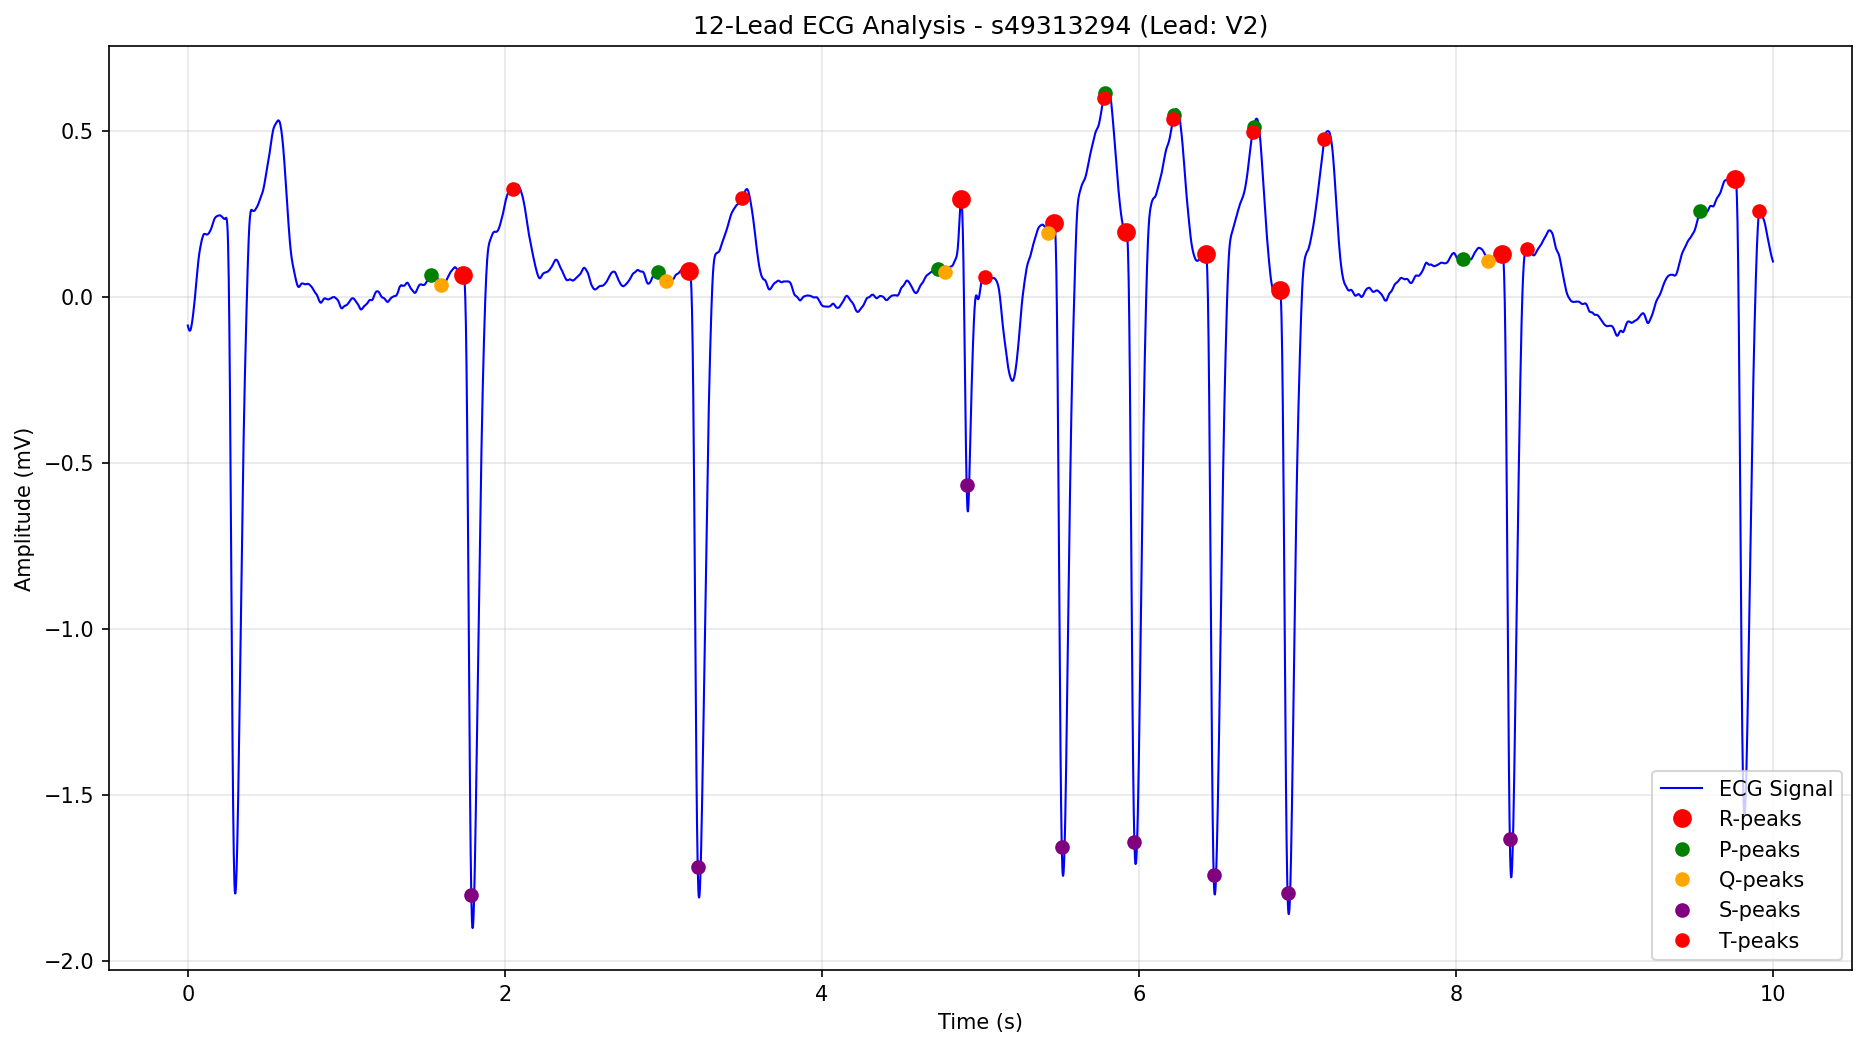 12-Lead ECG Analysis - s49313294 (Lead: V2)
Amplitude (mV)
0.5
0.0
−0.5
−1.0
−1.5
−2.0
ECG Signal
R-peaks
P-peaks
Q-peaks
S-peaks
T-peaks
0 2 4 6 8 10
Time (s)